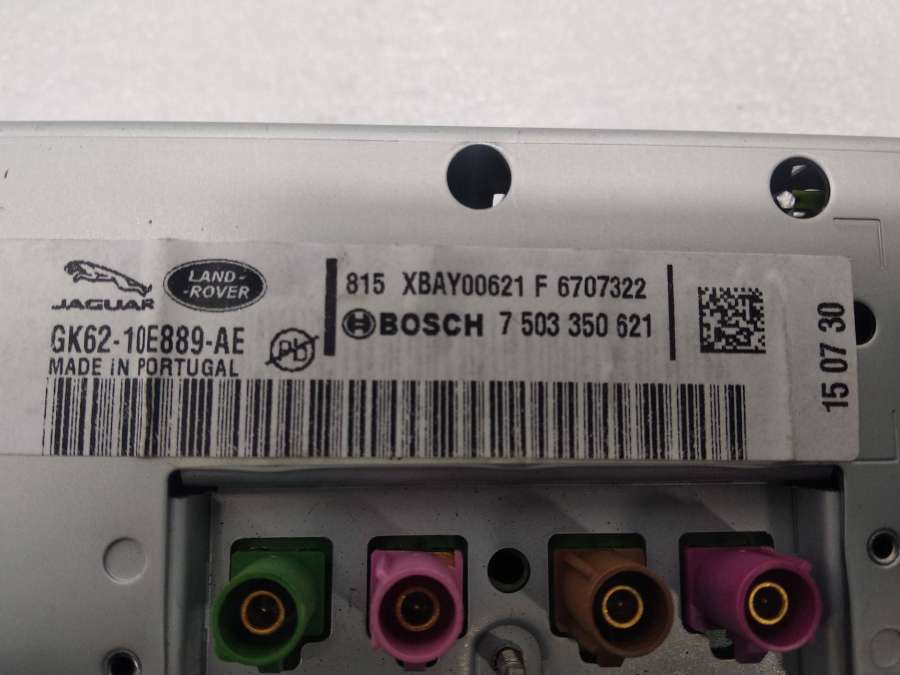 JAGUAR
LAND-
-ROVER
GK62-10E889-AE
MADE iN PORTUGAL
Pb
815 XBAY00621 F 6707322
BOSCH 7 503 350 621
15 07 30